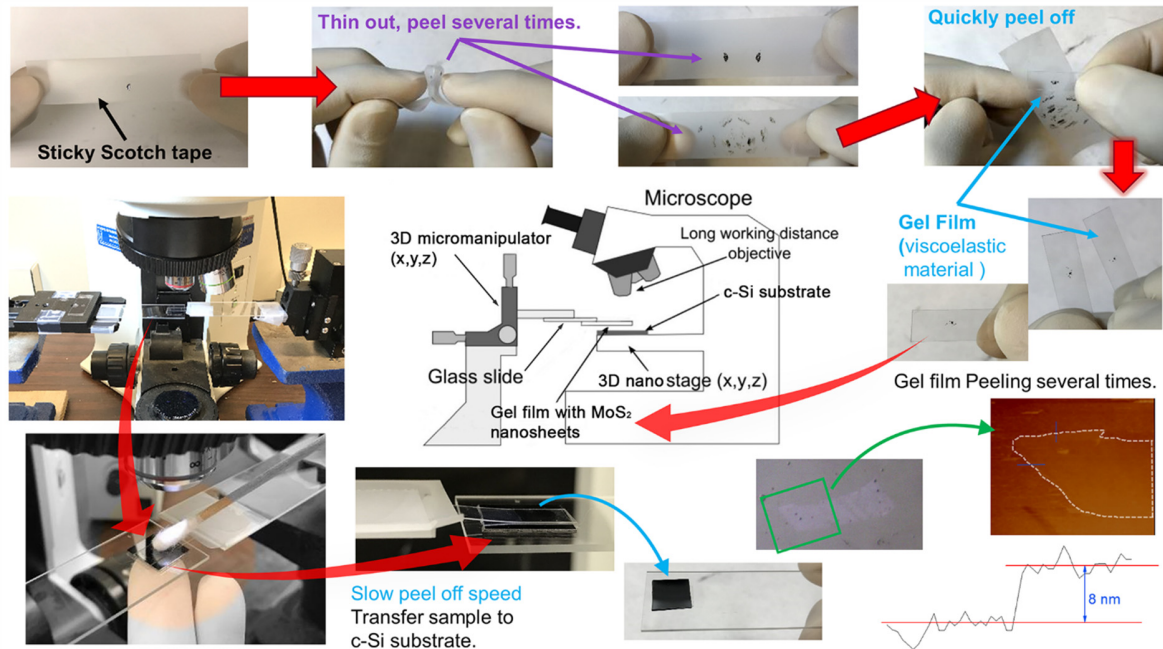 Thin out, peel several times.
Quickly peel off
Sticky Scotch tape
Microscope
Long working distance
objective
3D micromanipulator
(x,y,z)
c-Si substrate
Gel Film
(viscoelastic
material )
Glass slide
3D nano stage (x,y,z)
Gel film with MoS₂
nanosheets
Gel film Peeling several times.
Slow peel off speed
Transfer sample to
c-Si substrate.
8 nm